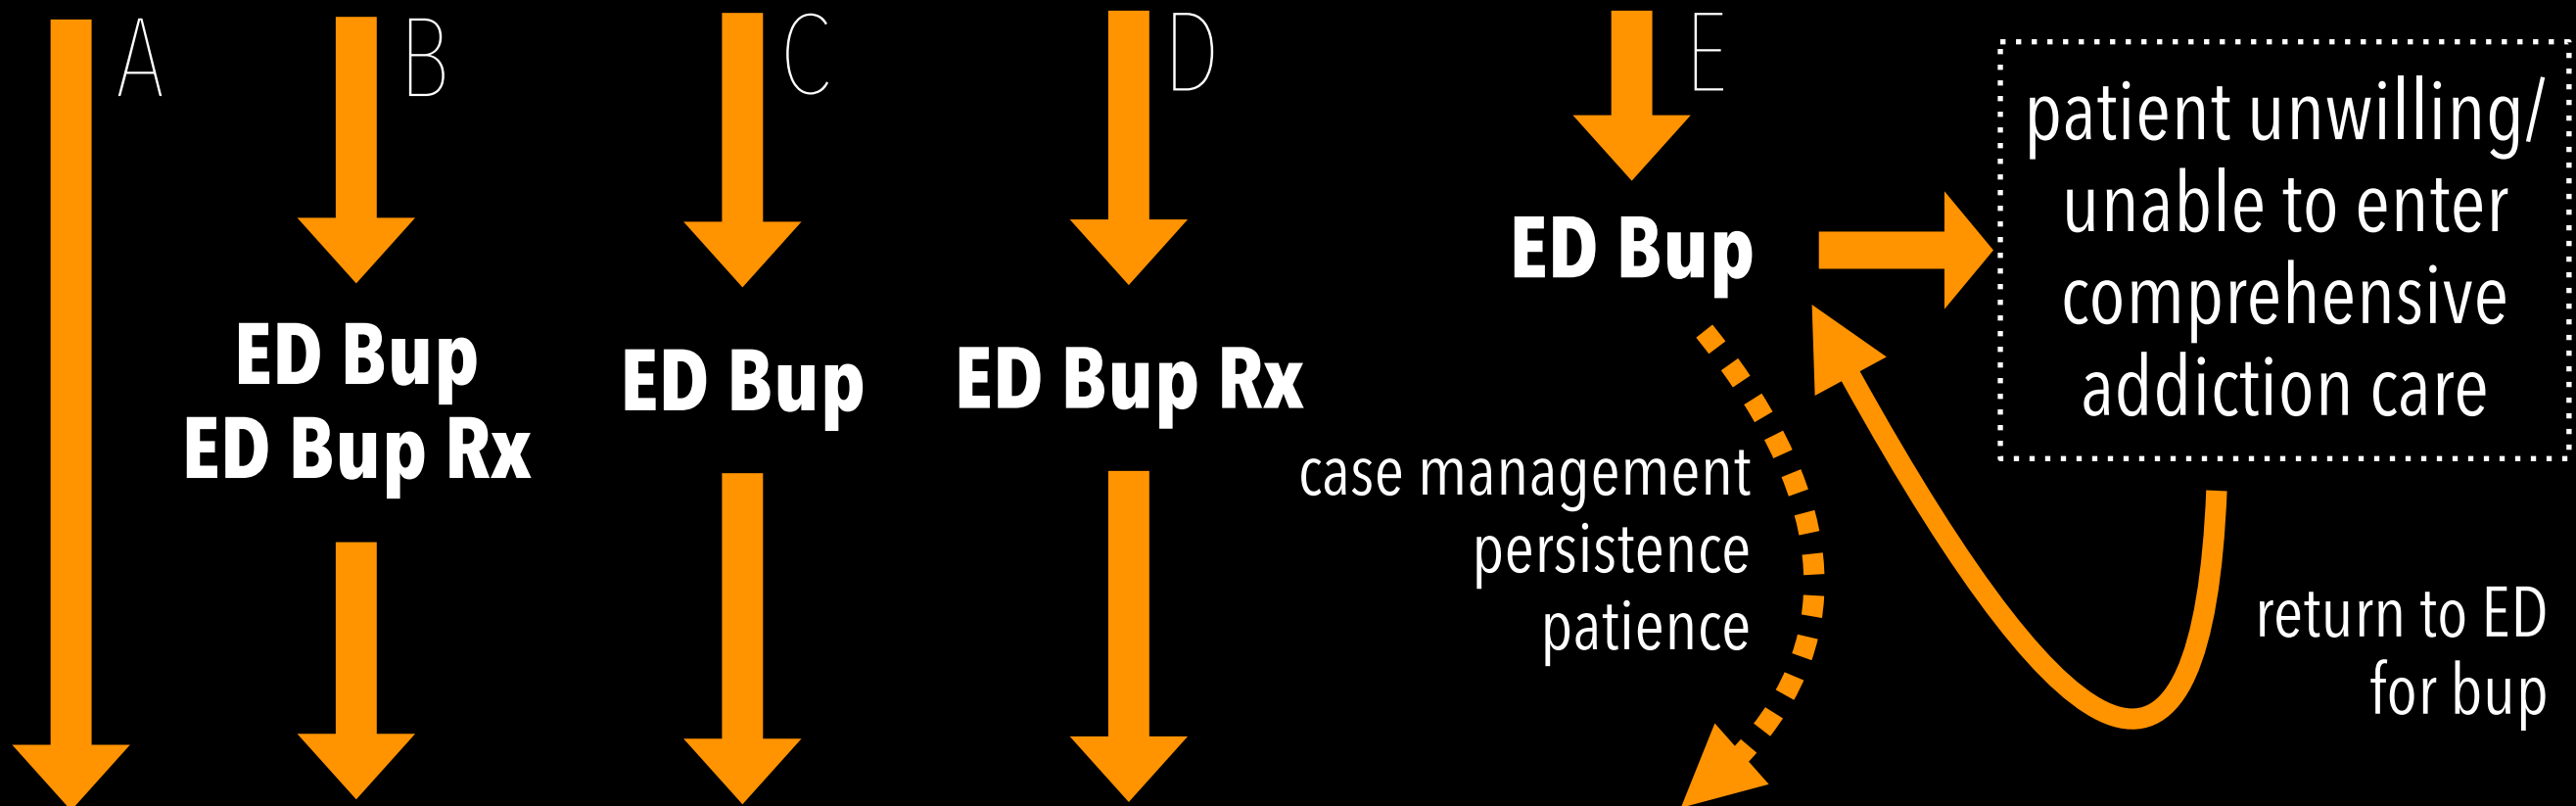 A
B
C
D
E
ED Bup
ED Bup Rx
ED Bup
ED Bup Rx
ED Bup
case management
persistence
patience
patient unwilling/
unable to enter
comprehensive
addiction care
return to ED
for bup